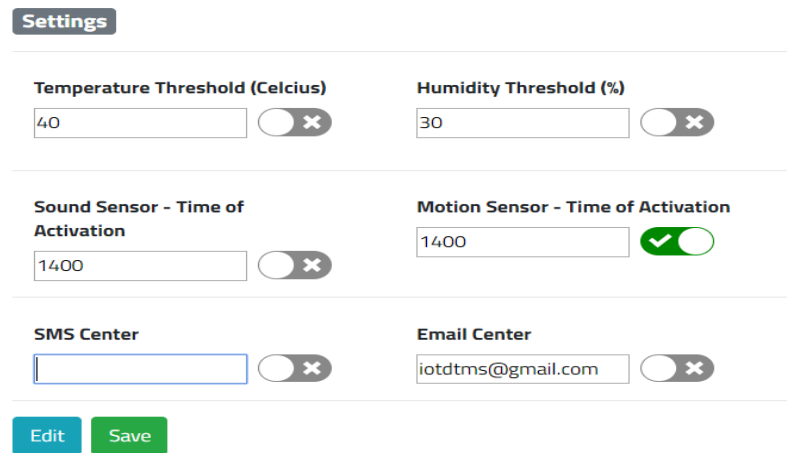 Settings
Temperature Threshold (Celcius)
Humidity Threshold (%)
40
30
Sound Sensor - Time of
Activation
Motion Sensor - Time of Activation
1400
1400
SMS Center
Email Center
iotdtms@gmail.com
Edit
Save